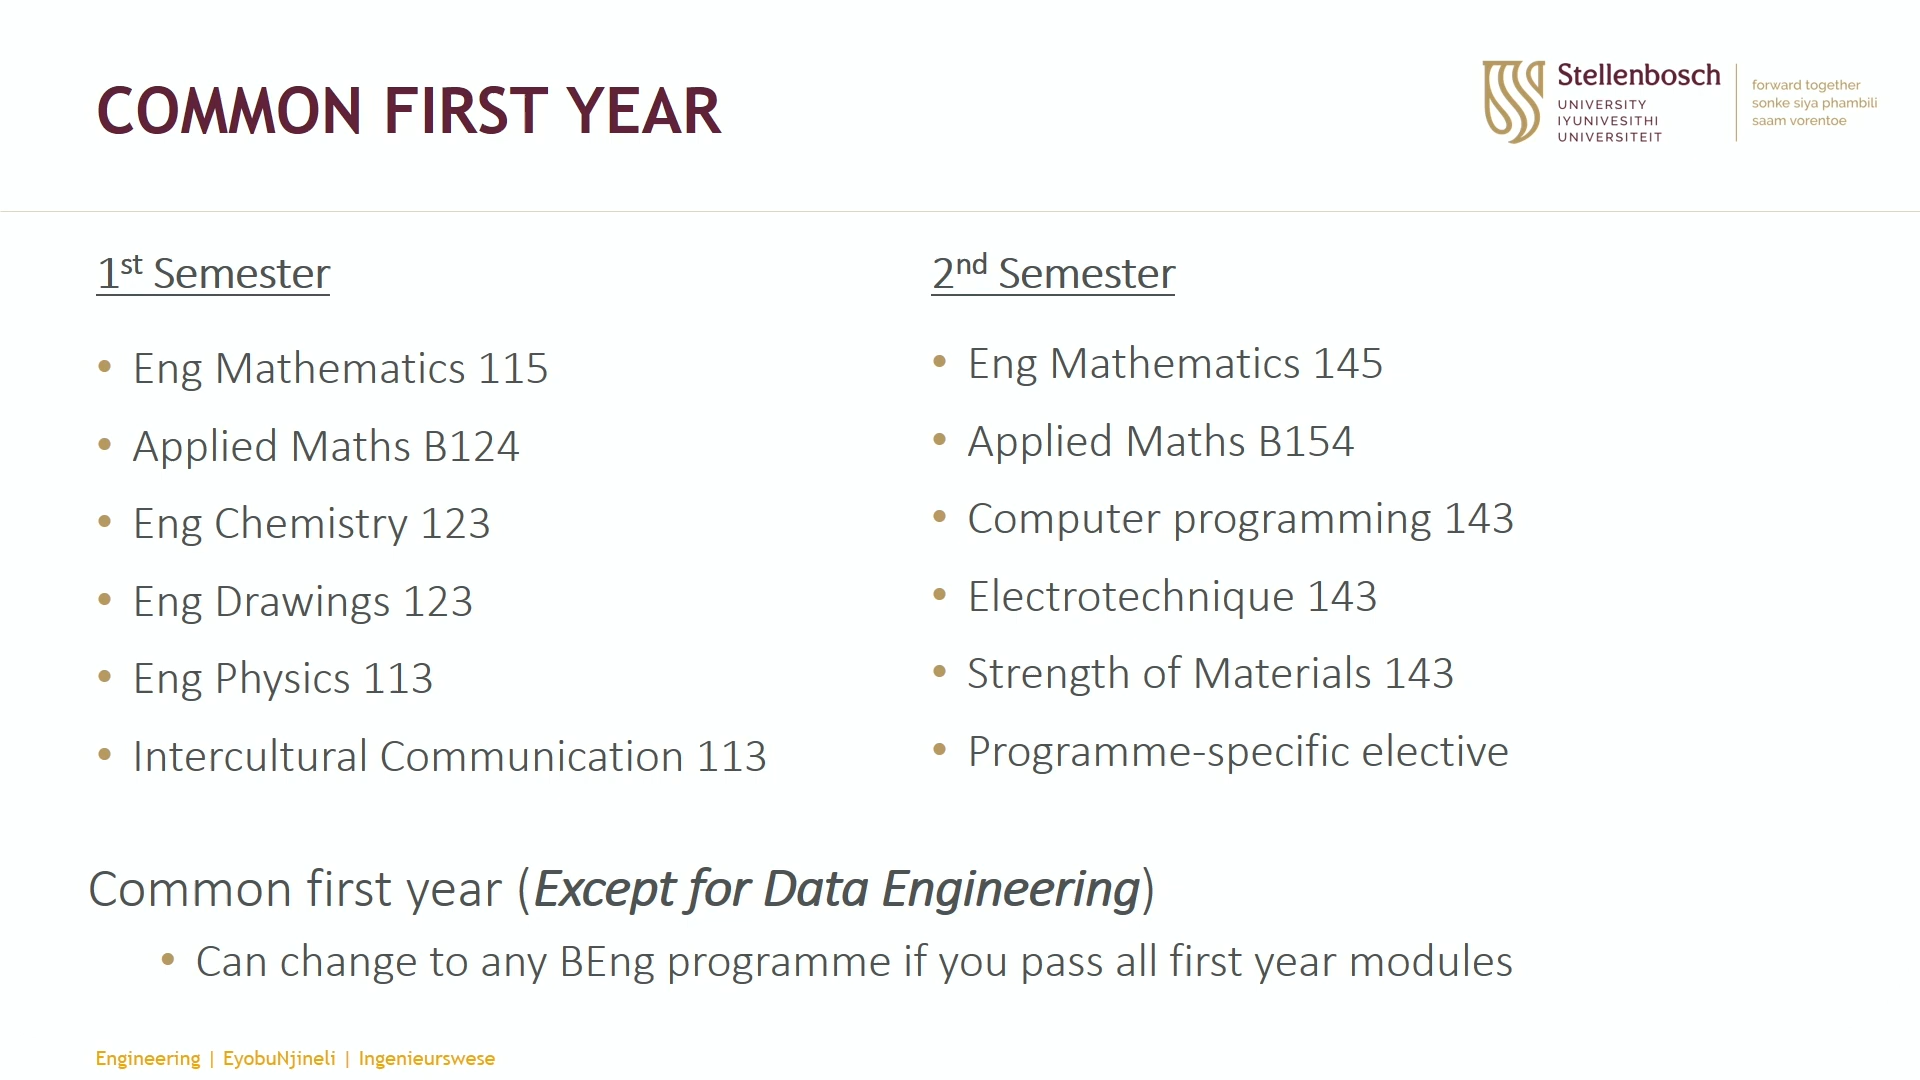 COMMON FIRST YEAR
Stellenbosch
UNIVERSITY
IYUNIVESITHI
UNIVERSITEIT
forward together
sonke siya phambili
saam vorentoe
1st Semester
• Eng Mathematics 115
• Applied Maths B124
• Eng Chemistry 123
• Eng Drawings 123
• Eng Physics 113
• Intercultural Communication 113
2nd Semester
• Eng Mathematics 145
• Applied Maths B154
• Computer programming 143
• Electrotechnique 143
• Strength of Materials 143
• Programme-specific elective
Common first year (Except for Data Engineering)
• Can change to any BEng programme if you pass all first year modules
Engineering | EyobuNjineli | Ingenieurswese